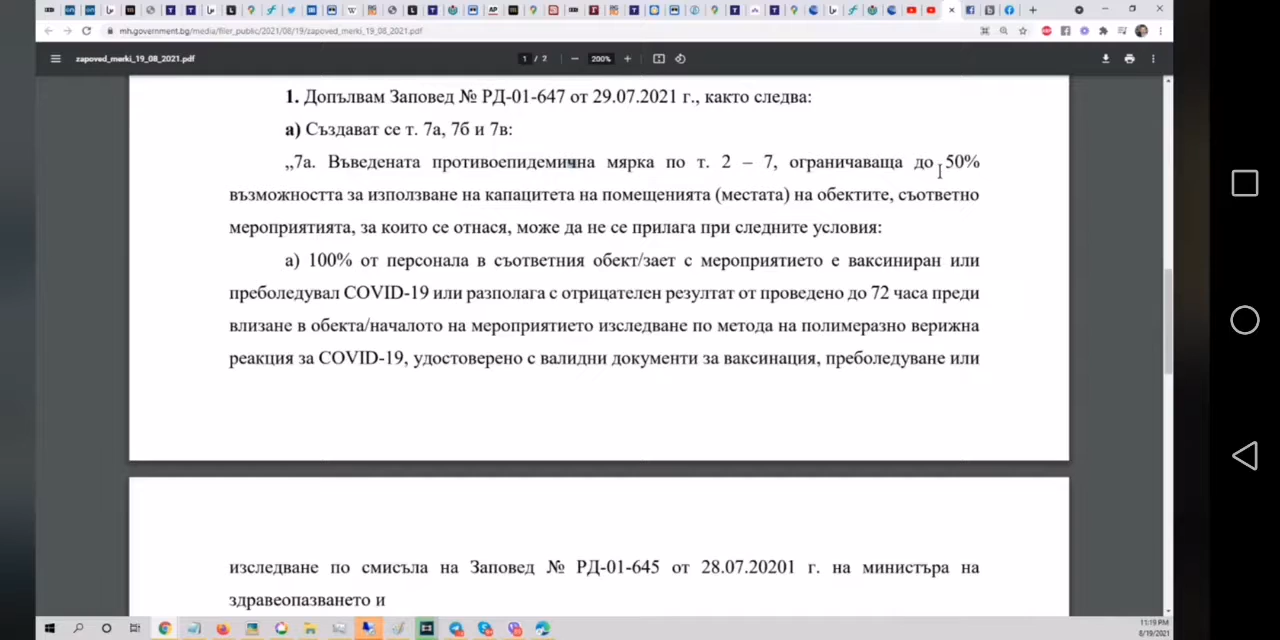 mh.government.bg/media/filer_public/2021/08/19/zapoved_merki_19_08_2021.pdf
zapoved_merki_19_08_2021.pdf
1 / 2
200%
1. Допълвам Заповед № РД-01-647 от 29.07.2021 г., както следва:
а) Създават се т. 7а, 7б и 7в:
„7а. Въведената противоепидемична мярка по т. 2 – 7, ограничаваща до 50%
възможността за използване на капацитета на помещенията (местата) на обектите, съответно
мероприятията, за които се отнася, може да не се прилага при следните условия:
а) 100% от персонала в съответния обект/зает с мероприятието е ваксиниран или
преболедувал COVID-19 или разполага с отрицателен резултат от проведено до 72 часа преди
влизане в обекта/началото на мероприятието изследване по метода на полимеразно верижна
реакция за COVID-19, удостоверено с валидни документи за ваксинация, преболедуване или
изследване по смисъла на Заповед № РД-01-645 от 28.07.20201 г. на министъра на
здравеопазването и
11:19 PM
8/19/2021